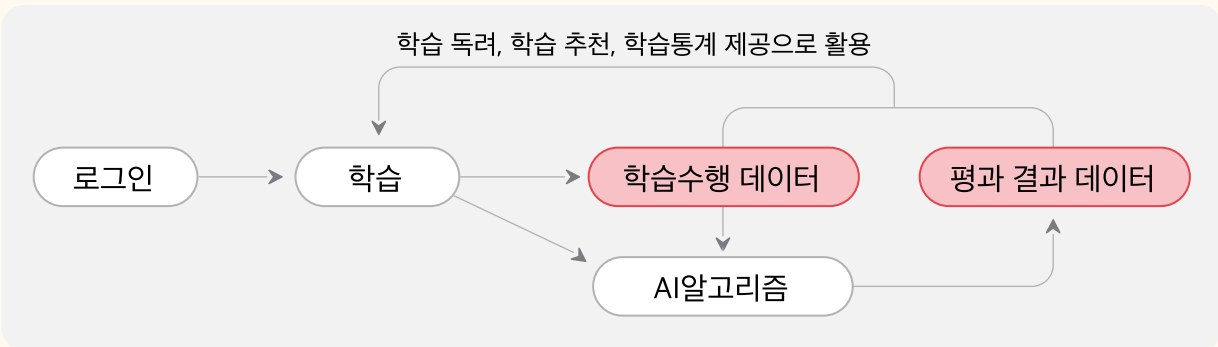 학습 독려, 학습 추천, 학습통계 제공으로 활용
로그인
학습
학습수행 데이터
평과 결과 데이터
AI알고리즘